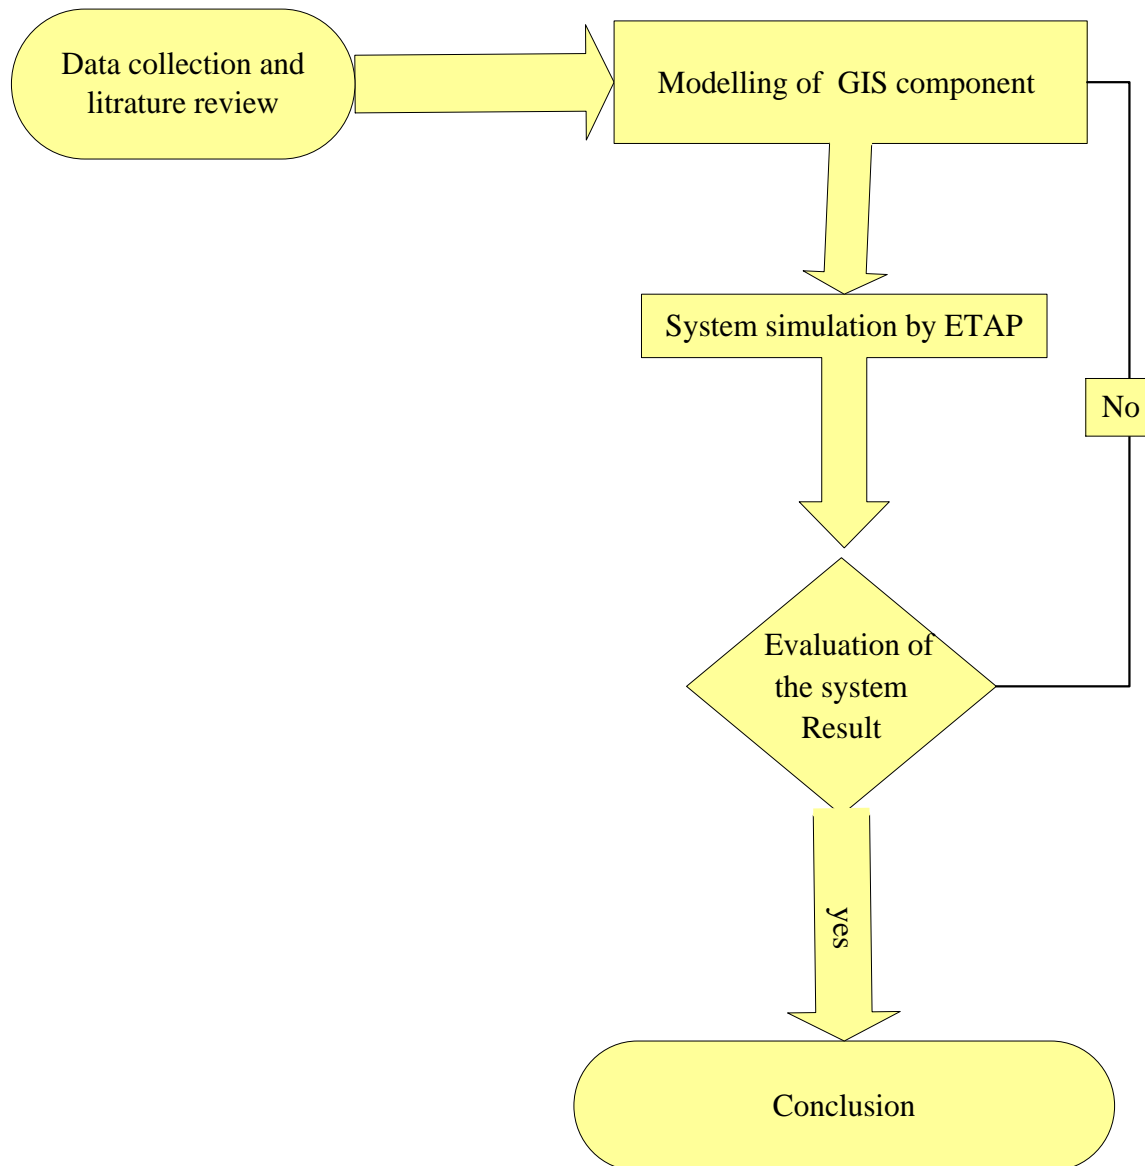 Data collection and
litrature review
Modelling of  GIS component
System simulation by ETAP
No
Evaluation of
the system
Result
yes
Conclusion